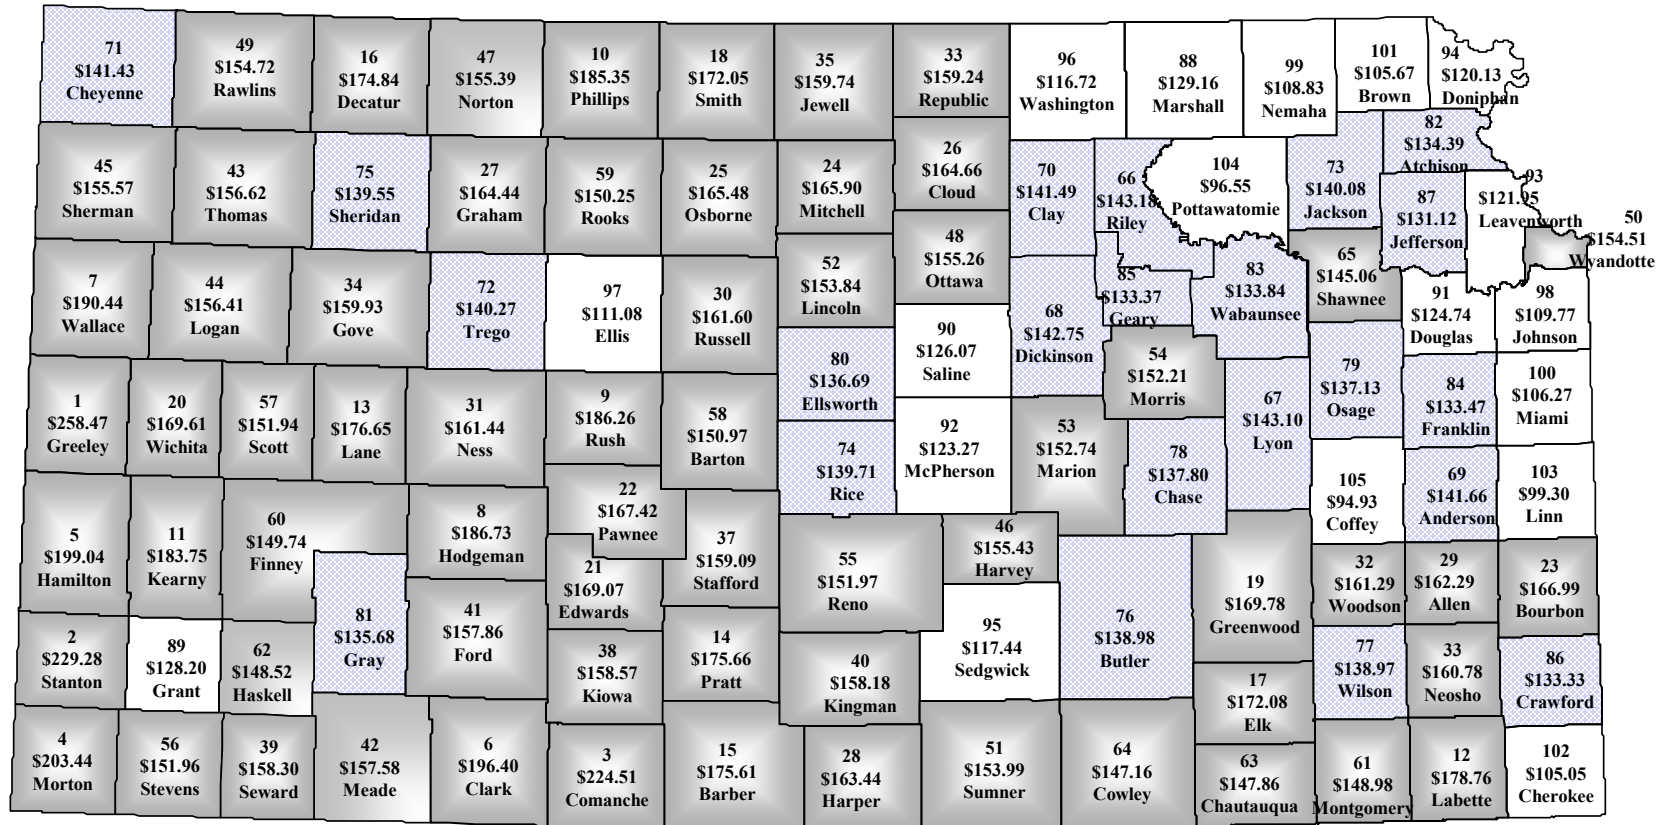 71
$141.43
Cheyenne
49
$154.72
Rawlins
16
$174.84
Decatur
47
$155.39
Norton
10
$185.35
Phillips
18
$172.05
Smith
35
$159.74
Jewell
33
$159.24
Republic
96
$116.72
Washington
88
$129.16
Marshall
99
$108.83
Nemaha
101
$105.67
Brown
94
$120.13
Doniphan
45
$155.57
Sherman
43
$156.62
Thomas
75
$139.55
Sheridan
27
$164.44
Graham
59
$150.25
Rooks
25
$165.48
Osborne
24
$165.90
Mitchell
26
$164.66
Cloud
70
$141.49
Clay
66
$143.18
Riley
104
$96.55
Pottawatomie
73
$140.08
Jackson
82
$134.39
Atchison
87
$131.12
Jefferson
93
$121.95
Leavenworth
50
$154.51
Wyandotte
7
$190.44
Wallace
44
$156.41
Logan
34
$159.93
Gove
72
$140.27
Trego
97
$111.08
Ellis
30
$161.60
Russell
52
$153.84
Lincoln
48
$155.26
Ottawa
68
$142.75
Dickinson
85
$133.37
Geary
83
$133.84
Wabaunsee
65
$145.06
Shawnee
91
$124.74
Douglas
98
$109.77
Johnson
80
$136.69
Ellsworth
90
$126.07
Saline
54
$152.21
Morris
79
$137.13
Osage
84
$133.47
Franklin
100
$106.27
Miami
1
$258.47
Greeley
20
$169.61
Wichita
57
$151.94
Scott
13
$176.65
Lane
31
$161.44
Ness
9
$186.26
Rush
58
$150.97
Barton
74
$139.71
Rice
92
$123.27
McPherson
53
$152.74
Marion
78
$137.80
Chase
67
$143.10
Lyon
105
$94.93
Coffey
69
$141.66
Anderson
103
$99.30
Linn
5
$199.04
Hamilton
11
$183.75
Kearny
60
$149.74
Finney
8
$186.73
Hodgeman
22
$167.42
Pawnee
21
$169.07
Edwards
37
$159.09
Stafford
55
$151.97
Reno
46
$155.43
Harvey
19
$169.78
Greenwood
32
$161.29
Woodson
29
$162.29
Allen
23
$166.99
Bourbon
2
$229.28
Stanton
89
$128.20
Grant
62
$148.52
Haskell
81
$135.68
Gray
41
$157.86
Ford
38
$158.57
Kiowa
14
$175.66
Pratt
40
$158.18
Kingman
95
$117.44
Sedgwick
76
$138.98
Butler
17
$172.08
Elk
77
$138.97
Wilson
33
$160.78
Neosho
86
$133.33
Crawford
4
$203.44
Morton
56
$151.96
Stevens
39
$158.30
Seward
42
$157.58
Meade
6
$196.40
Clark
3
$224.51
Comanche
15
$175.61
Barber
28
$163.44
Harper
51
$153.99
Sumner
64
$147.16
Cowley
63
$147.86
Chautauqua
61
$148.98
Montgomery
12
$178.76
Labette
102
$105.05
Cherokee